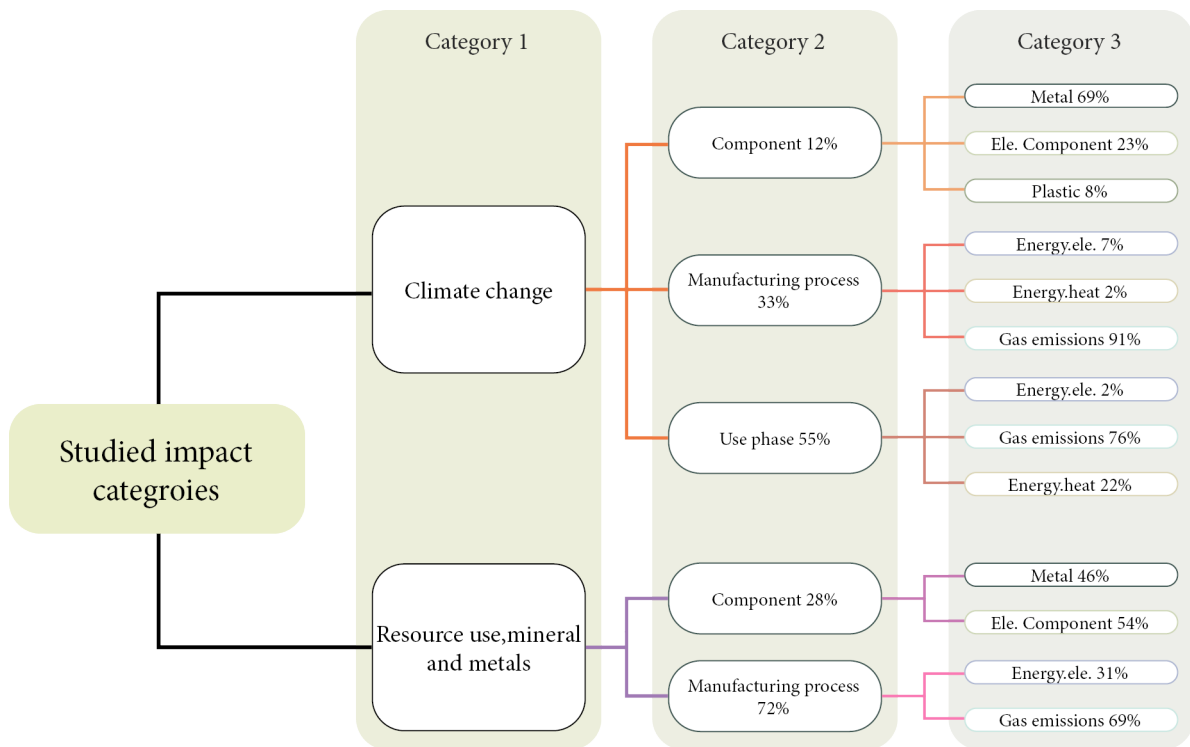 Category 1
Category 2
Category 3
Studied impact
categroies
Climate change
Component 12%
Metal 69%
Ele. Component 23%
Plastic 8%
Manufacturing process
33%
Energy.ele. 7%
Energy.heat 2%
Gas emissions 91%
Use phase 55%
Energy.ele. 2%
Gas emissions 76%
Energy.heat 22%
Resource use,mineral
and metals
Component 28%
Metal 46%
Ele. Component 54%
Manufacturing process
72%
Energy.ele. 31%
Gas emissions 69%